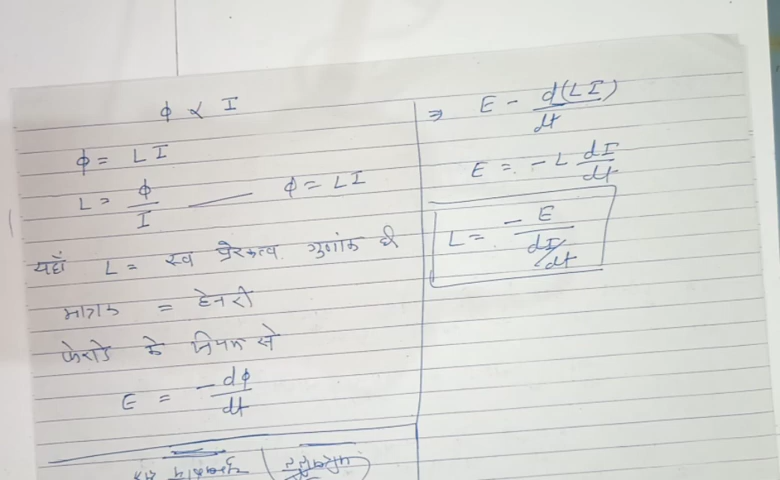 φ ∝ I
φ = LI
L = φ/I — φ = LI
यहाँ L = स्व प्रेरकत्व गुणांक है
मात्रक = हेनरी
फेराडे के नियम से
E = -dφ/dt
⇒ E - d(LI)/dt
E = -L dI/dt
L = -E/dI/dt